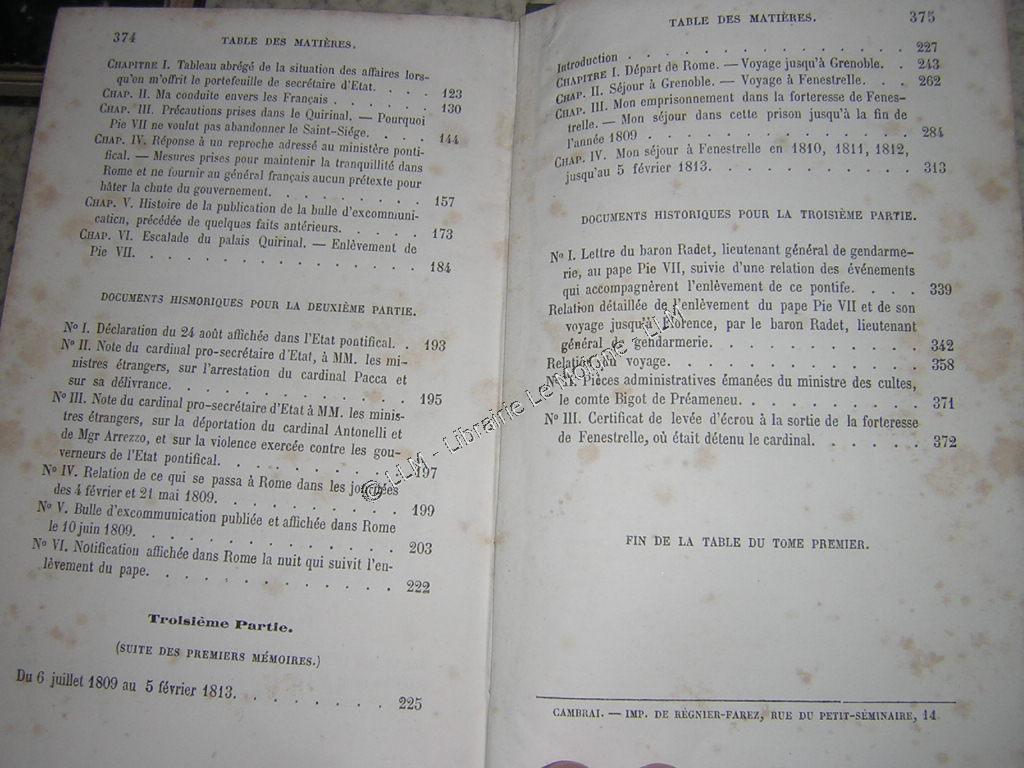 374
TABLE DES MATIÈRES.
CHAPITRE I. Tableau abrégé de la situation des affaires lors-
qu'on m'offrit le portefeuille de secrétaire d'Etat. . . . . 123
CHAP. II. Ma conduite envers les Français . . . . . . . . 130
CHAP. III. Précautions prises dans le Quirinal. — Pourquoi
Pie VII ne voulut pas abandonner le Saint-Siége. . . . . 144
CHAP. IV. Réponse à un reproche adressé au ministère ponti-
fical. — Mesures prises pour maintenir la tranquillité dans
Rome et ne fournir au général français aucun prétexte pour
hâter la chute du gouvernement. . . . . . . . . . 157
CHAP. V. Histoire de la publication de la bulle d'excommuni-
cation, précédée de quelques faits antérieurs. . . . . . 173
CHAP. VI. Escalade du palais Quirinal. — Enlèvement de
Pie VII. . . . . . . . . . . . . . . . 184
DOCUMENTS HISMORIQUES POUR LA DEUXIÈME PARTIE.
No I. Déclaration du 24 août affichée dans l'Etat pontifical. . 193
No II. Note du cardinal pro-secrétaire d'Etat, à MM. les mi-
nistres étrangers, sur l'arrestation du cardinal Pacca et
sur sa délivrance. . . . . . . . . . . . . . 195
No III. Note du cardinal pro-secrétaire d'Etat à MM. les minis-
tres étrangers, sur la déportation du cardinal Antonelli et
de Mgr Arrezzo, et sur la violence exercée contre les gou-
verneurs de l'Etat pontifical. . . . . . . . . . . 197
No IV. Relation de ce qui se passa à Rome dans les journées
des 4 février et 21 mai 1809. . . . . . . . . . . 199
No V. Bulle d'excommunication publiée et affichée dans Rome
le 10 juin 1809. . . . . . . . . . . . . . . 203
No VI. Notification affichée dans Rome la nuit qui suivit l'en-
lèvement du pape. . . . . . . . . . . . . . 222
Troisième Partie.
(SUITE DES PREMIERS MÉMOIRES.)
Du 6 juillet 1809 au 5 février 1813. . . . . . . . . 225
TABLE DES MATIÈRES. 375
Introduction . . . . . . . . . . . . . . . 227
CHAPITRE I. Départ de Rome. — Voyage jusqu'à Grenoble. . 243
CHAP. II. Séjour à Grenoble. — Voyage à Fenestrelle. . . . 262
CHAP. III. Mon emprisonnement dans la forteresse de Fenes-
trelle. — Mon séjour dans cette prison jusqu'à la fin de
l'année 1809 . . . . . . . . . . . . . . 284
CHAP. IV. Mon séjour à Fenestrelle en 1810, 1811, 1812,
jusqu'au 5 février 1813. . . . . . . . . . . 313
DOCUMENTS HISTORIQUES POUR LA TROISIÈME PARTIE.
No I. Lettre du baron Radet, lieutenant général de gendarme-
rie, au pape Pie VII, suivie d'une relation des événements
qui accompagnèrent l'enlèvement de ce pontife. . . . . 339
Relation détaillée de l'enlèvement du pape Pie VII et de son
voyage jusqu'à Florence, par le baron Radet, lieutenant
général de gendarmerie. . . . . . . . . . . 342
Relation du voyage. . . . . . . . . . . . . 358
No II. Pièces administratives émanées du ministre des cultes,
le comte Bigot de Préameneu. . . . . . . . . 371
No III. Certificat de levée d'écrou à la sortie de la forteresse
de Fenestrelle, où était détenu le cardinal. . . . . . 372
FIN DE LA TABLE DU TOME PREMIER.
CAMBRAI. — IMP. DE RÉGNIER-FAREZ, RUE DU PETIT-SÉMINAIRE, 14
© LLM - Librairie Le Moigne - LLM